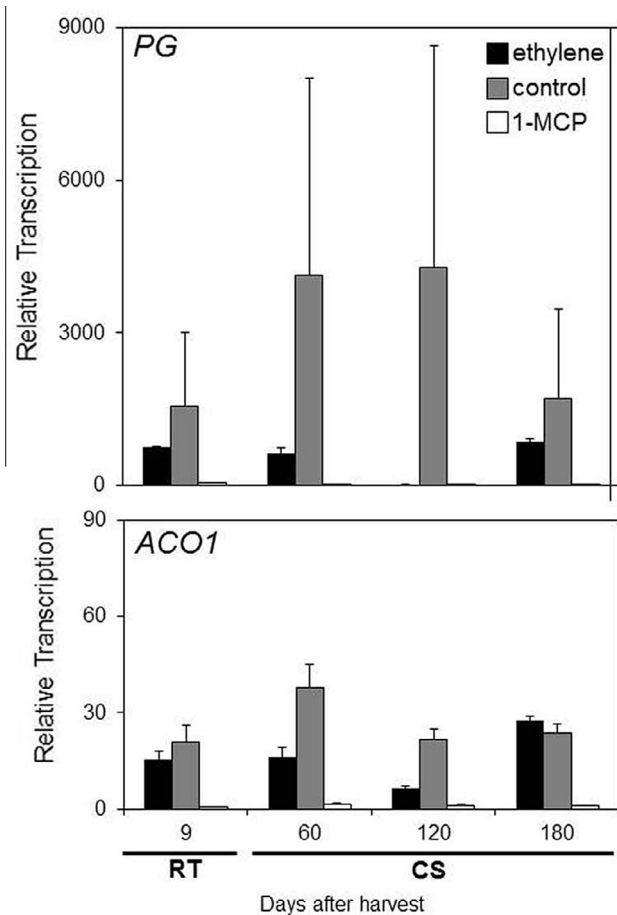 9000
PG
ethylene
control
1-MCP
6000
Relative Transcription
3000
0
90
ACO1
60
Relative Transcription
30
0
9 60 120 180
RT CS
Days after harvest